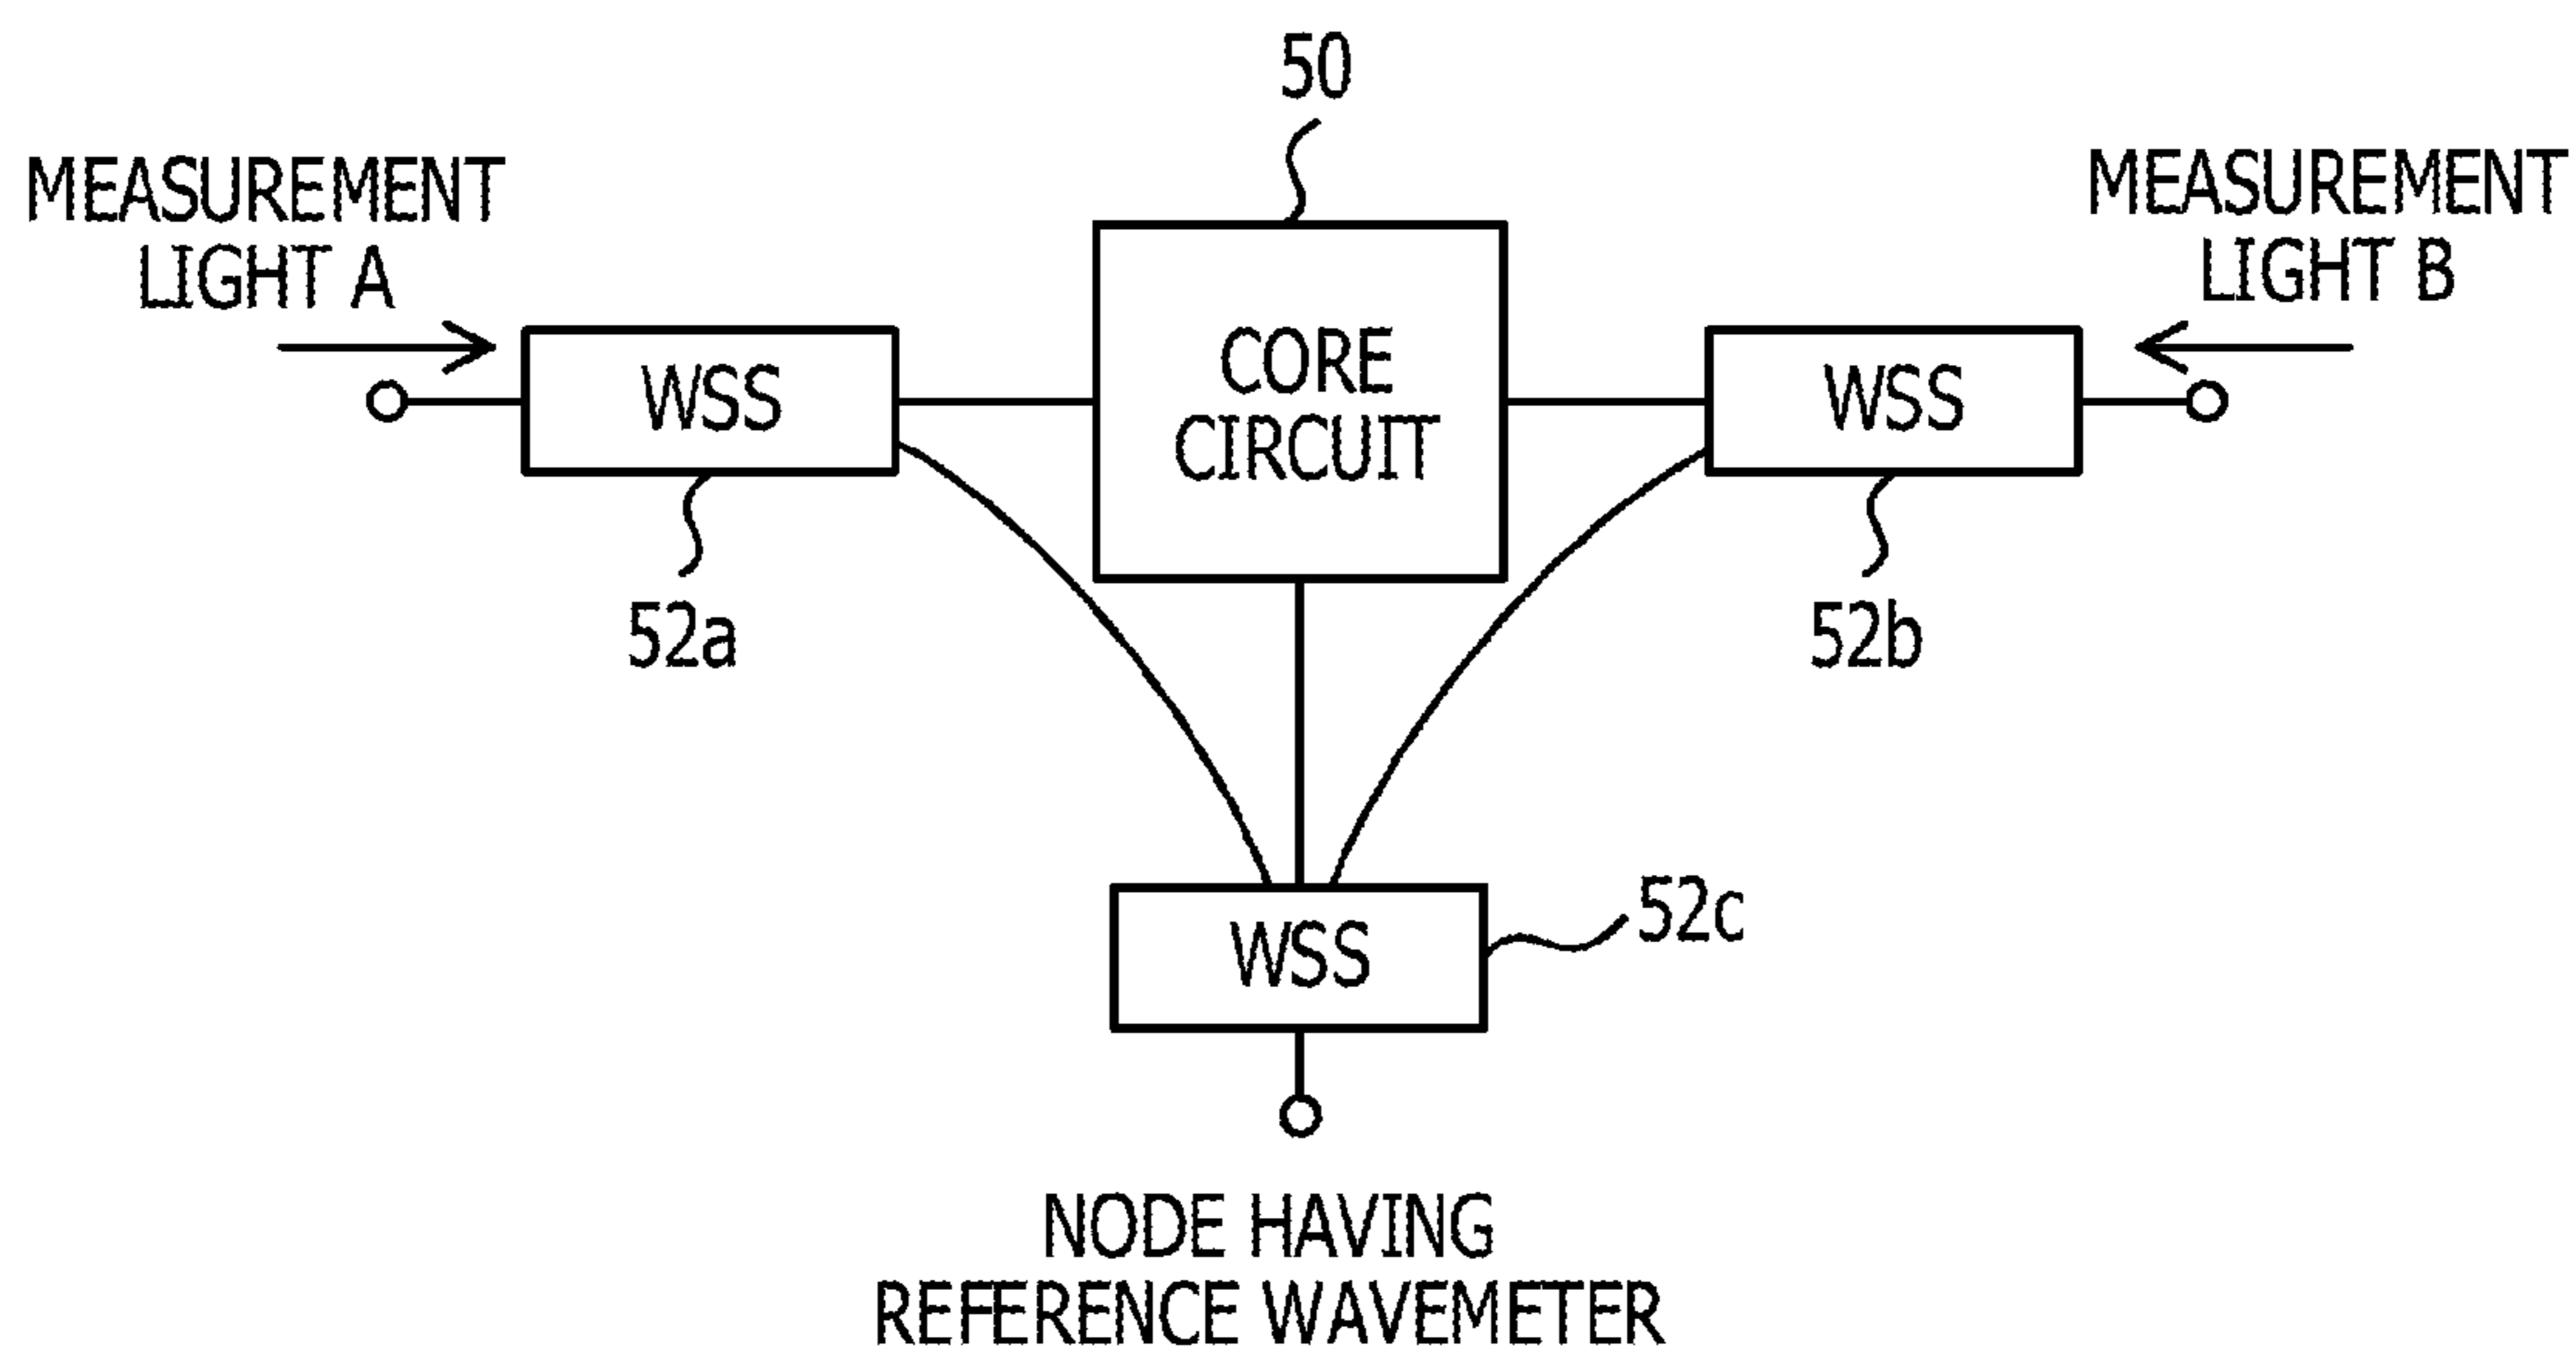 50
MEASUREMENT
LIGHT A
MEASUREMENT
LIGHT B
CORE
CIRCUIT
WSS
WSS
52a
52b
WSS
52c
NODE HAVING
REFERENCE WAVEMETER